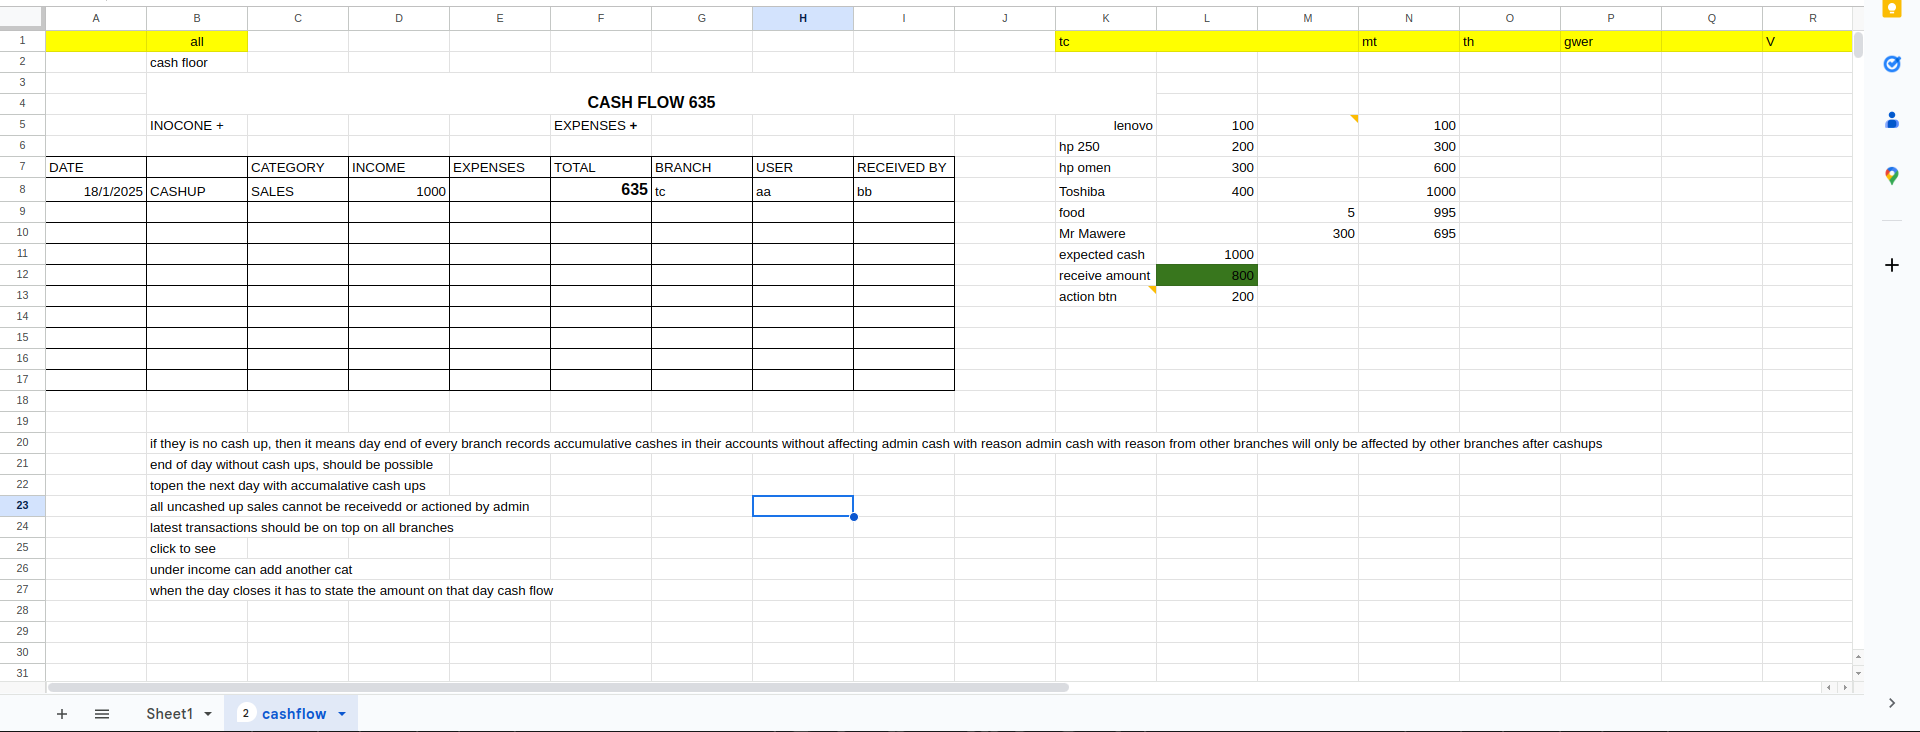 A B C D E F G H I J K L M N O P Q R
1 all tc mt th gwer V
2 cash floor
3
4 CASH FLOW 635
5 INOCONE + EXPENSES + lenovo 100 100
6 hp 250 200 300
7 DATE CATEGORY INCOME EXPENSES TOTAL BRANCH USER RECEIVED BY hp omen 300 600
8 18/1/2025 CASHUP SALES 1000 635 tc aa bb Toshiba 400 1000
9 food 5 995
10 Mr Mawere 300 695
11 expected cash 1000
12 receive amount 800
13 action btn 200
14
15
16
17
18
19
20 if they is no cash up, then it means day end of every branch records accumulative cashes in their accounts without affecting admin cash with reason admin cash with reason from other branches will only be affected by other branches after cashups
21 end of day without cash ups, should be possible
22 topen the next day with accumalative cash ups
23 all uncashed up sales cannot be receivedd or actioned by admin
24 latest transactions should be on top on all branches
25 click to see
26 under income can add another cat
27 when the day closes it has to state the amount on that day cash flow
28
29
30
31
Sheet1 2 cashflow